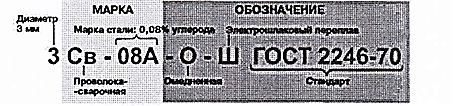 МАРКА ОБОЗНАЧЕНИЕ
Диаметр
3 мм
Марка стали: 0,08% углерода Электрошлаковый переплав
3 Св - 08А - О - Ш ГОСТ 2246-70
Проволока-
сварочная
Омедненная
Стандарт